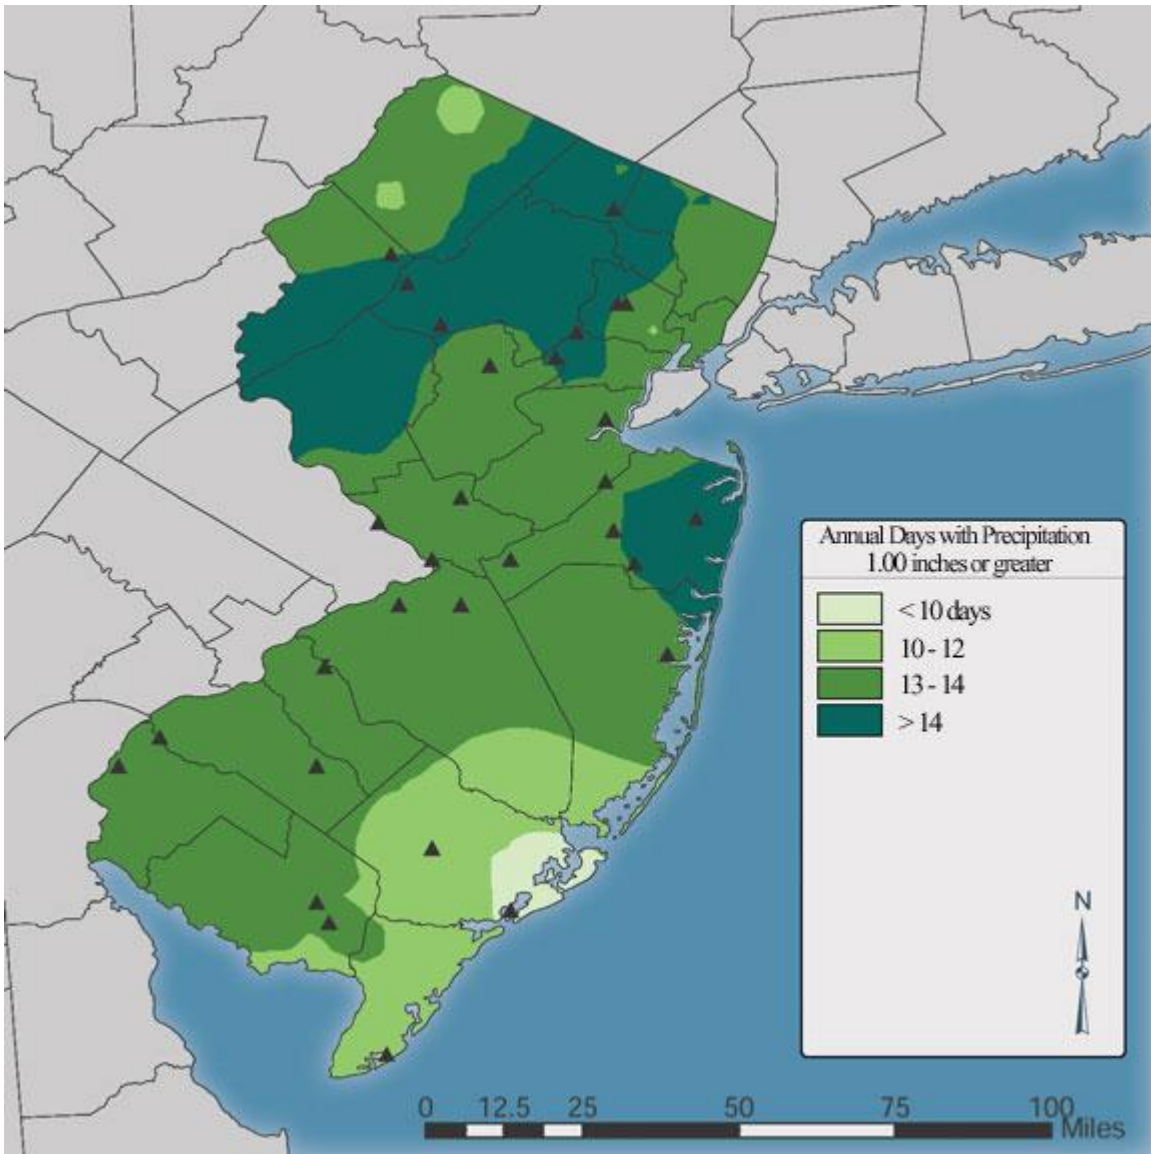 Annual Days with Precipitation
1.00 inches or greater
< 10 days
10 - 12
13 - 14
> 14
N
0 12.5 25 50 75 100
Miles